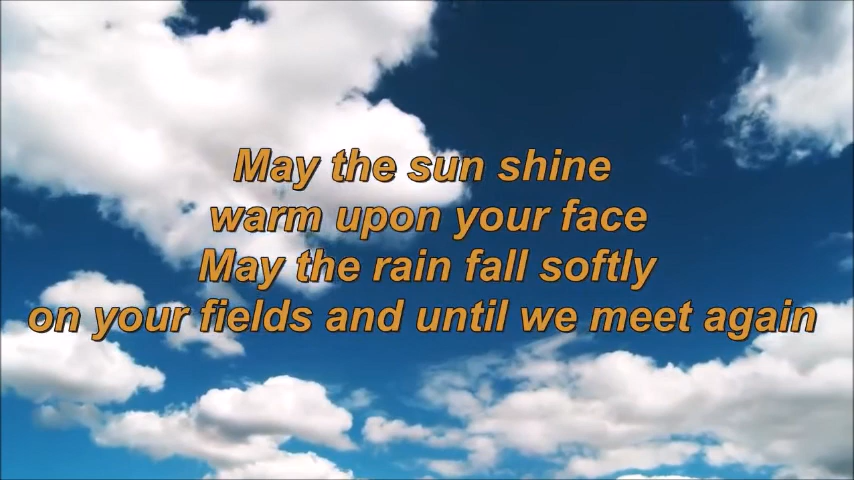 May the sun shine
warm upon your face
May the rain fall softly
on your fields and until we meet again